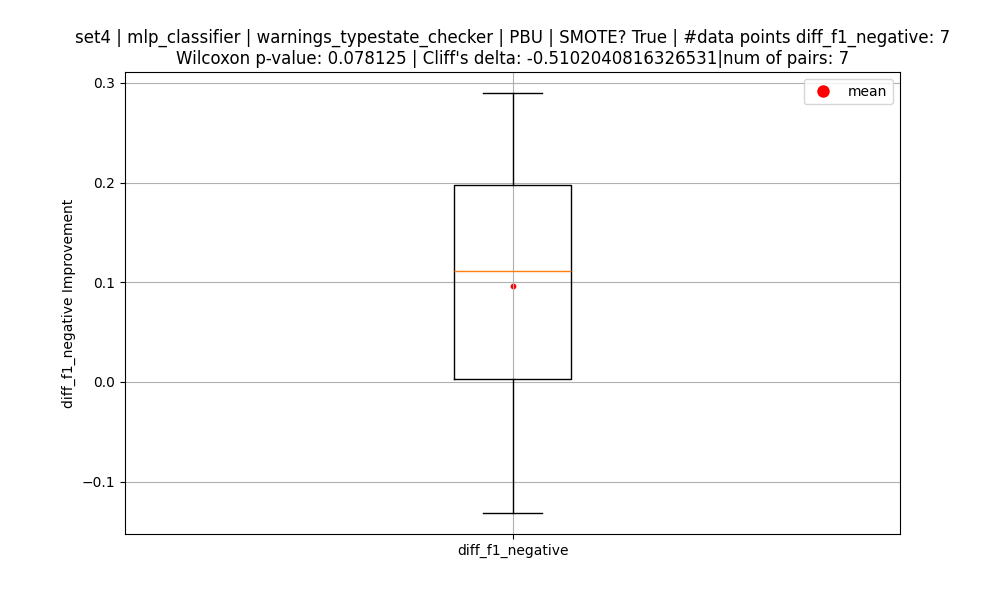 set4 | mlp_classifier | warnings_typestate_checker | PBU | SMOTE? True | #data points diff_f1_negative: 7
Wilcoxon p-value: 0.078125 | Cliff's delta: -0.5102040816326531|num of pairs: 7
mean
0.3
0.2
0.1
0.0
−0.1
diff_f1_negative Improvement
diff_f1_negative